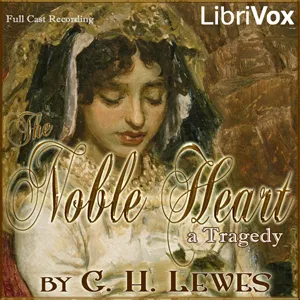 Full Cast Recording
LibriVox
The
Noble Heart
a Tragedy
BY G. H. LEWES